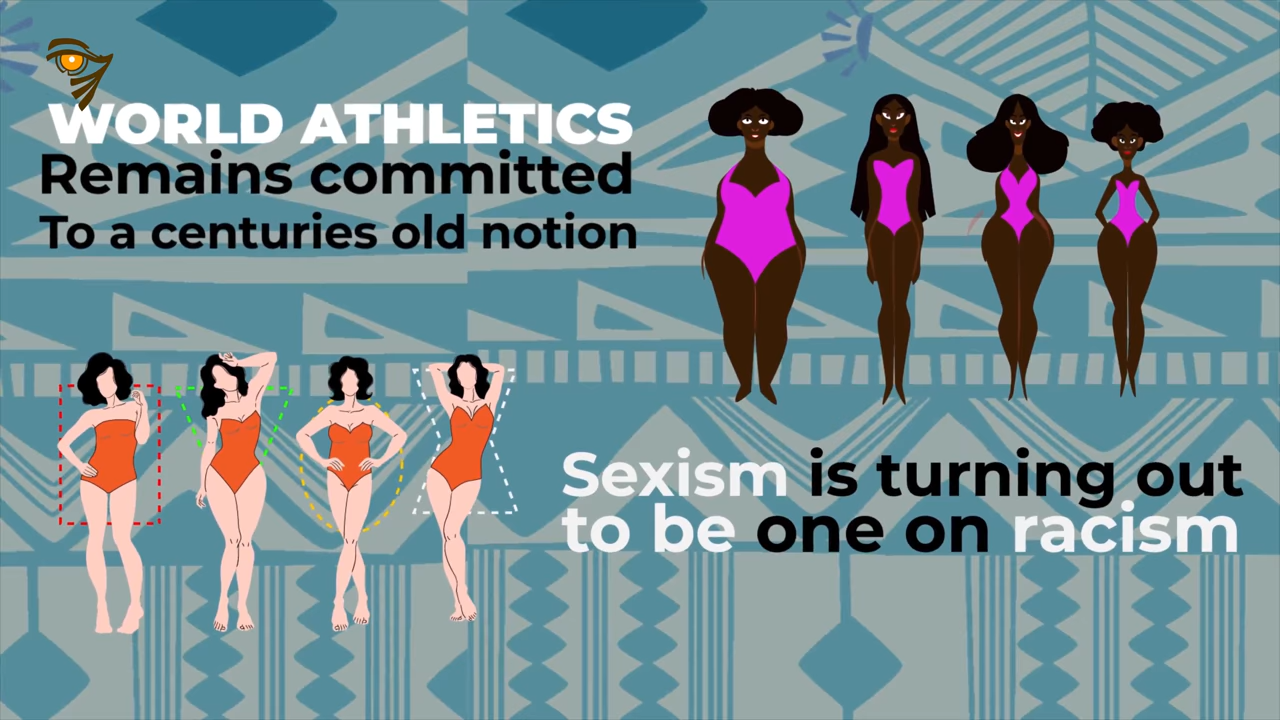 WORLD ATHLETICS
Remains committed
To a centuries old notion
Sexism is turning out
to be one on racism